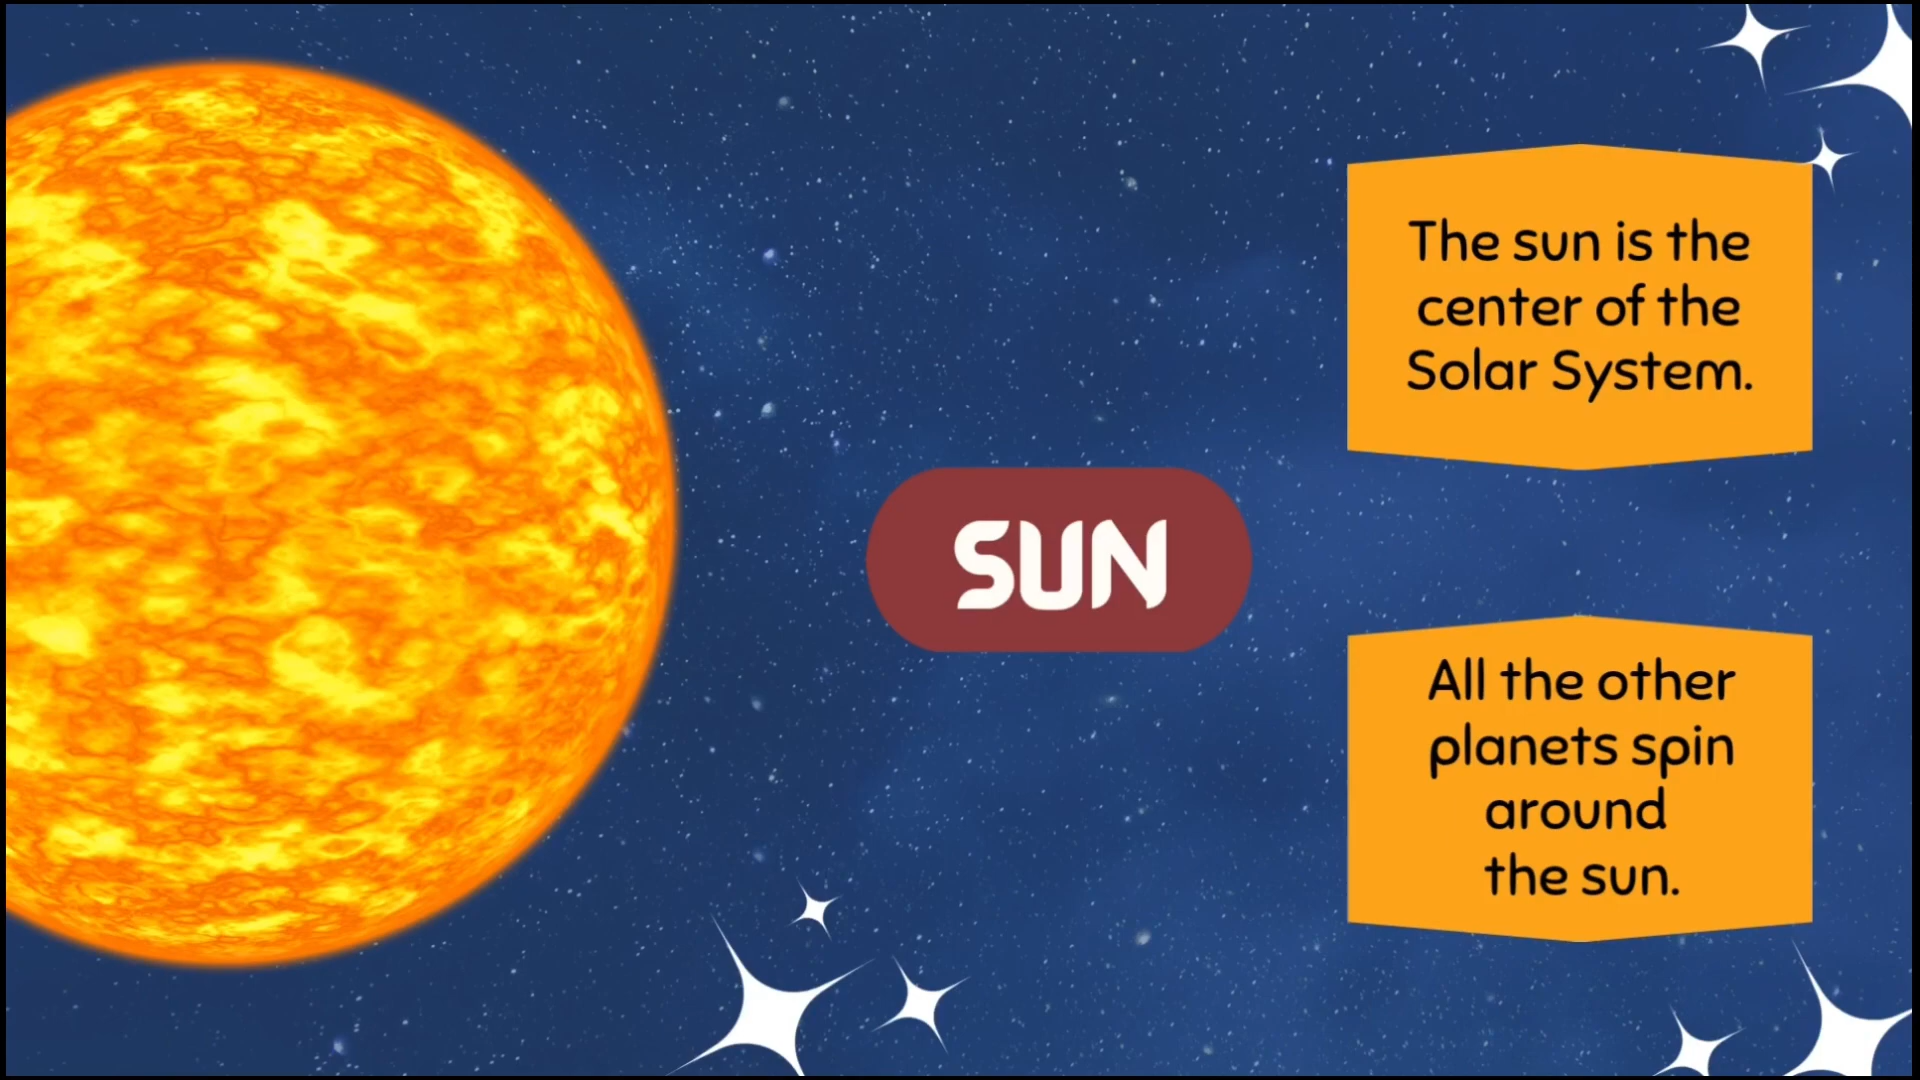 The sun is the
center of the
Solar System.
SUN
All the other
planets spin
around
the sun.